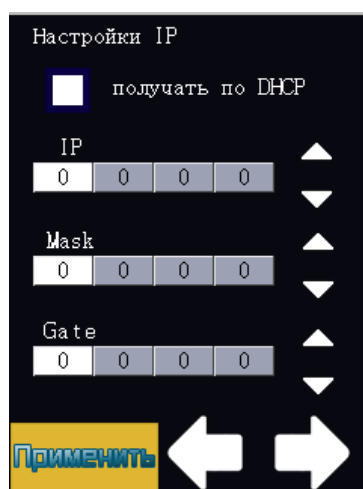 Настройки IP
получать по DHCP
IP
0 0 0 0
Mask
0 0 0 0
Gate
0 0 0 0
Применить